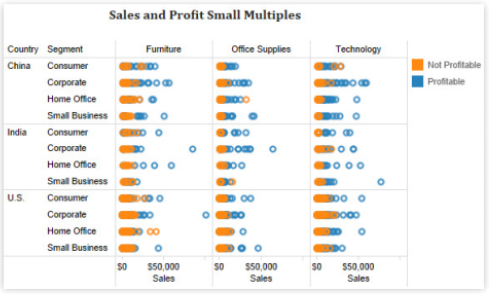 Sales and Profit Small Multiples
Country Segment Furniture Office Supplies Technology
China Consumer
Corporate
Home Office
Small Business
India Consumer
Corporate
Home Office
Small Business
U.S. Consumer
Corporate
Home Office
Small Business
$0 $50,000 $0 $50,000 $0 $50,000
Sales Sales Sales
Not Profitable
Profitable